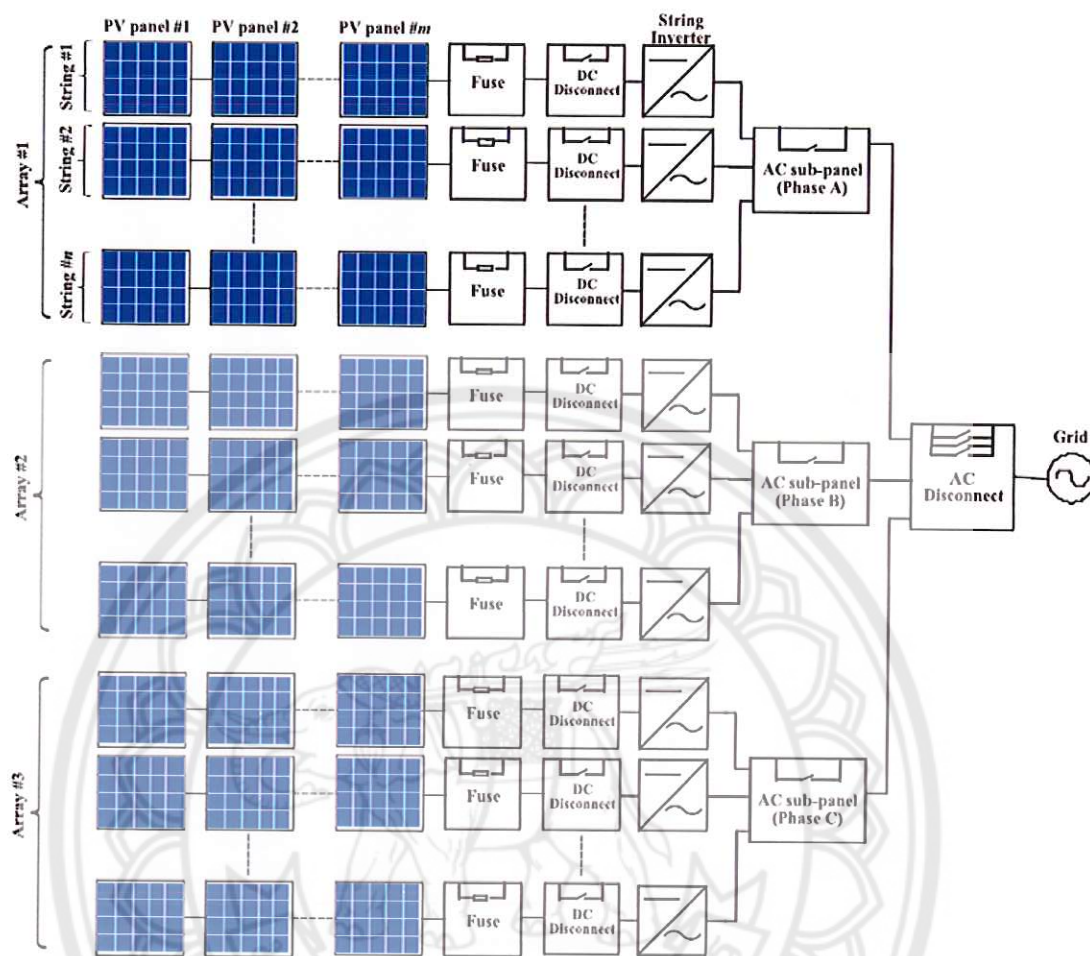 PV panel #1 PV panel #2 PV panel #m
String
Inverter
Array #1
String #1
Fuse
DC
Disconnect
String #2
Fuse
DC
Disconnect
AC sub-panel
(Phase A)
String #n
Fuse
DC
Disconnect
Array #2
Fuse
DC
Disconnect
Fuse
DC
Disconnect
AC sub-panel
(Phase B)
Fuse
DC
Disconnect
AC
Disconnect
Grid
Array #3
Fuse
DC
Disconnect
Fuse
DC
Disconnect
AC sub-panel
(Phase C)
Fuse
DC
Disconnect